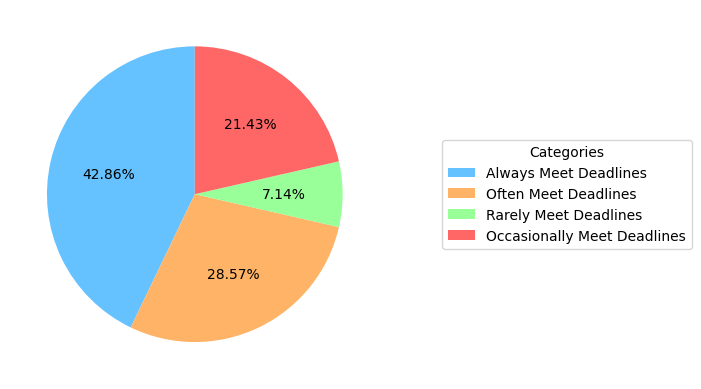 21.43%
42.86%
7.14%
28.57%
Categories
Always Meet Deadlines
Often Meet Deadlines
Rarely Meet Deadlines
Occasionally Meet Deadlines